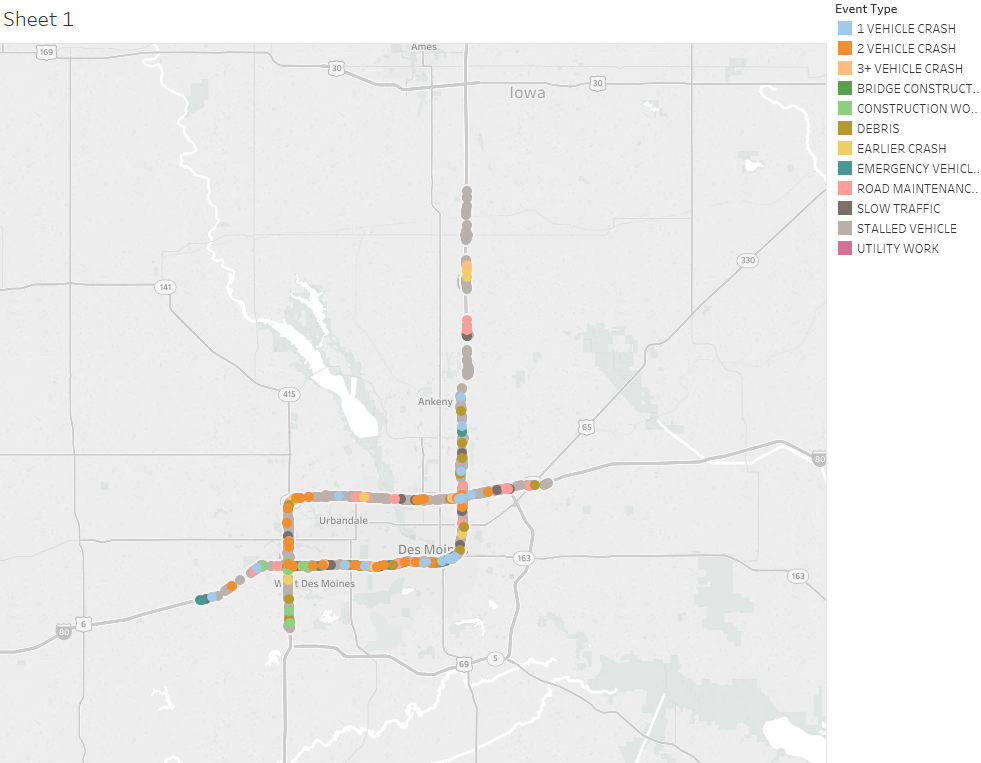 Sheet 1
Event Type
1 VEHICLE CRASH
2 VEHICLE CRASH
3+ VEHICLE CRASH
BRIDGE CONSTRUCT..
CONSTRUCTION WO..
DEBRIS
EARLIER CRASH
EMERGENCY VEHICL..
ROAD MAINTENANC..
SLOW TRAFFIC
STALLED VEHICLE
UTILITY WORK
Ames
169
30
30
Iowa
330
141
415
Ankeny
65
80
Urbandale
Des Moin
163
163
W t Des Moines
6
80
69
5